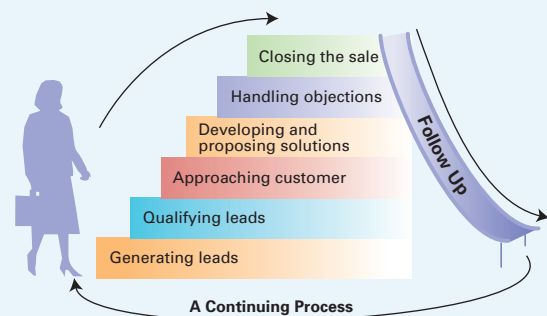 Closing the sale
Handling objections
Developing and
proposing solutions
Approaching customer
Qualifying leads
Generating leads
Follow Up
A Continuing Process